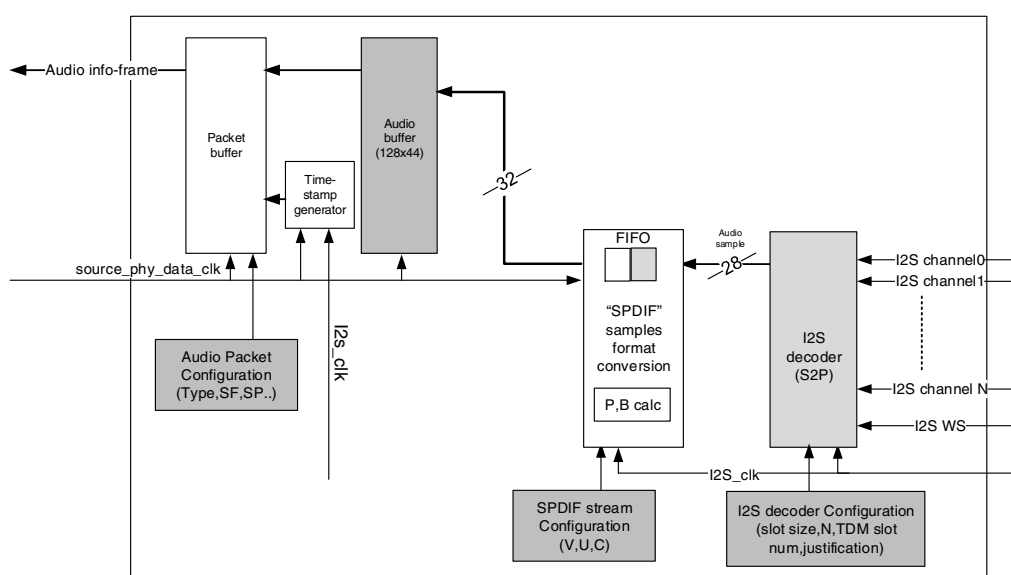 Audio info-frame
Packet
buffer
Audio
buffer
(128x44)
Time-
stamp
generator
32
source_phy_data_clk
Audio Packet
Configuration
(Type,SF,SP..)
I2s_clk
FIFO
"SPDIF"
samples
format
conversion
P,B calc
Audio
sample
28
I2S
decoder
(S2P)
I2S channel0
I2S channel1
I2S channel N
I2S WS
I2S_clk
SPDIF stream
Configuration
(V,U,C)
I2S decoder Configuration
(slot size,N,TDM slot
num,justification)